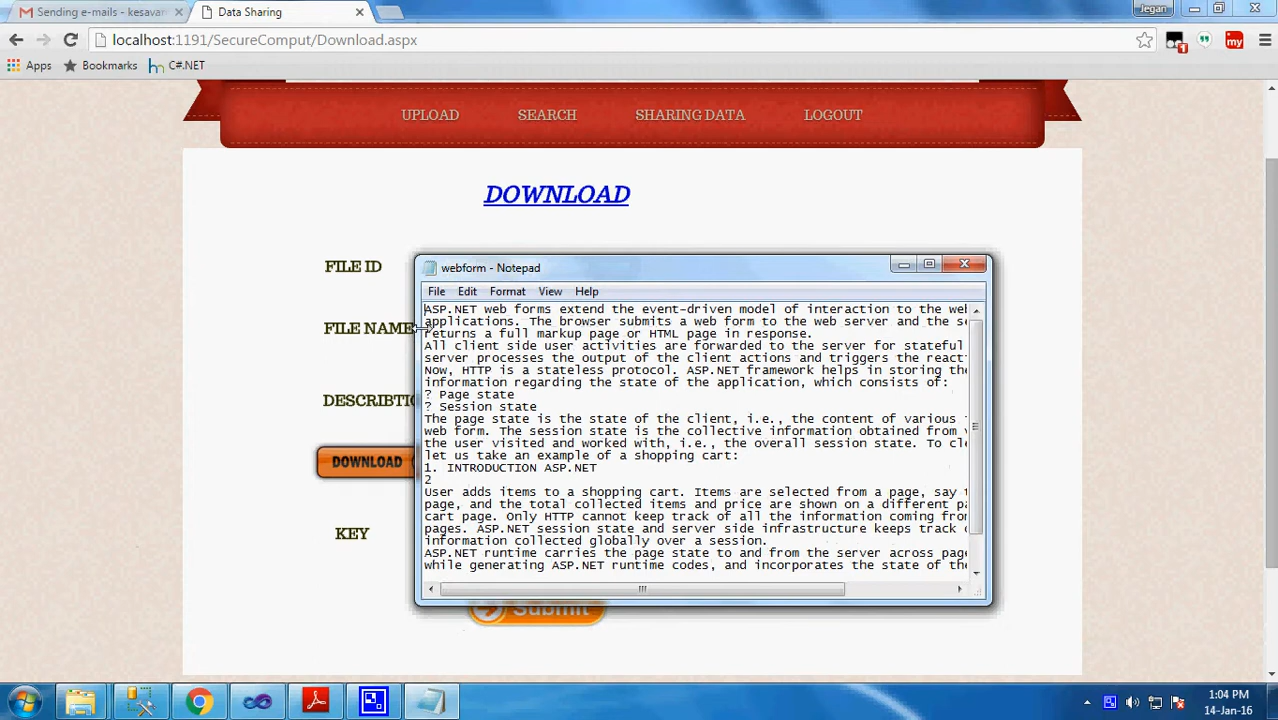 Sending e-mails - kesavar
Data Sharing
Jegan
localhost:1191/SecureComput/Download.aspx
1
my
Apps
Bookmarks
C#.NET
UPLOAD
SEARCH
SHARING DATA
LOGOUT
DOWNLOAD
FILE ID
FILE NAME
DESCRIBTIO
DOWNLOAD
KEY
webform - Notepad
File Edit Format View Help
ASP.NET web forms extend the event-driven model of interaction to the web
applications. The browser submits a web form to the web server and the se
returns a full markup page or HTML page in response.
All client side user activities are forwarded to the server for stateful
server processes the output of the client actions and triggers the react
Now, HTTP is a stateless protocol. ASP.NET framework helps in storing the
information regarding the state of the application, which consists of:
? Page state
? Session state
The page state is the state of the client, i.e., the content of various
web form. The session state is the collective information obtained from
the user visited and worked with, i.e., the overall session state. To cl
let us take an example of a shopping cart:
1. INTRODUCTION ASP.NET
2
User adds items to a shopping cart. Items are selected from a page, say
page, and the total collected items and price are shown on a different p
cart page. Only HTTP cannot keep track of all the information coming from
pages. ASP.NET session state and server side infrastructure keeps track
information collected globally over a session.
ASP.NET runtime carries the page state to and from the server across page
while generating ASP.NET runtime codes, and incorporates the state of the
Submit
1:04 PM
14-Jan-16